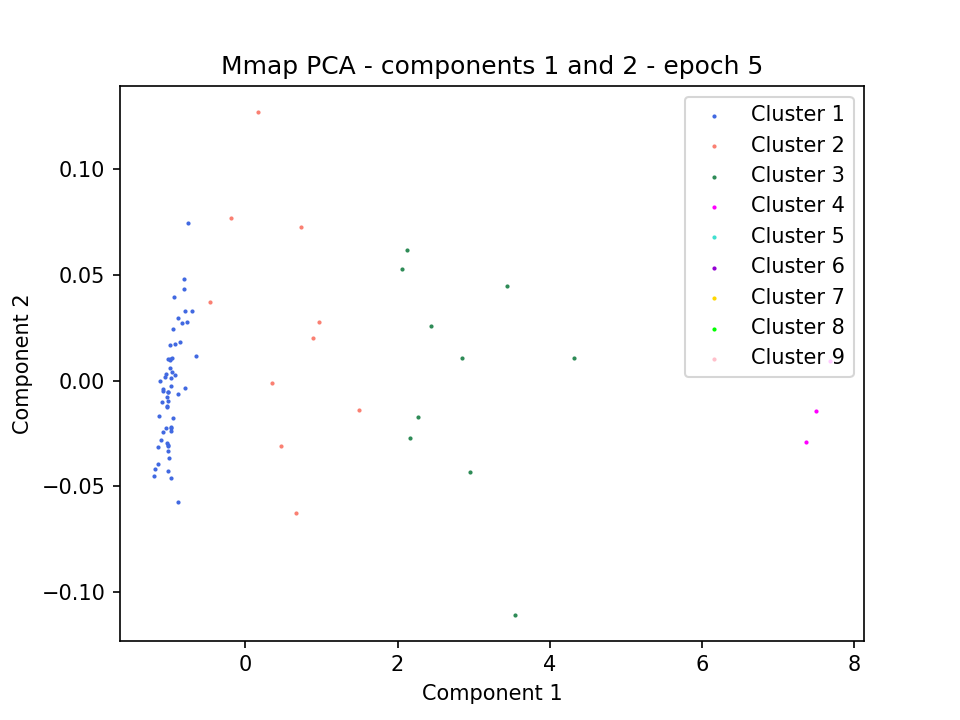 Mmap PCA - components 1 and 2 - epoch 5
Cluster 1
Cluster 2
Cluster 3
Cluster 4
Cluster 5
Cluster 6
Cluster 7
Cluster 8
Cluster 9
0.10
0.05
0.00
−0.05
−0.10
Component 2
0 2 4 6 8
Component 1